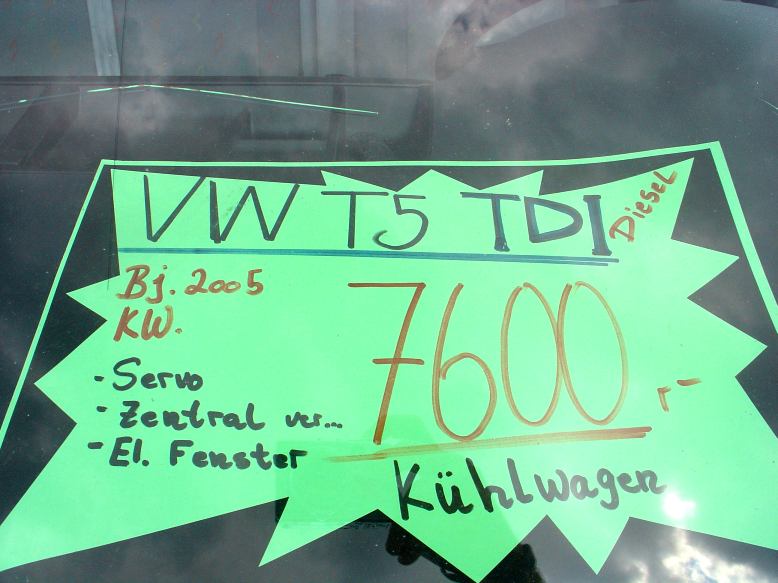 VW T5 TDI Diesel
Bj. 2005
KW.
7600,-
- Servo
- Zentral ver...
- El. Fenster
Kühlwagen